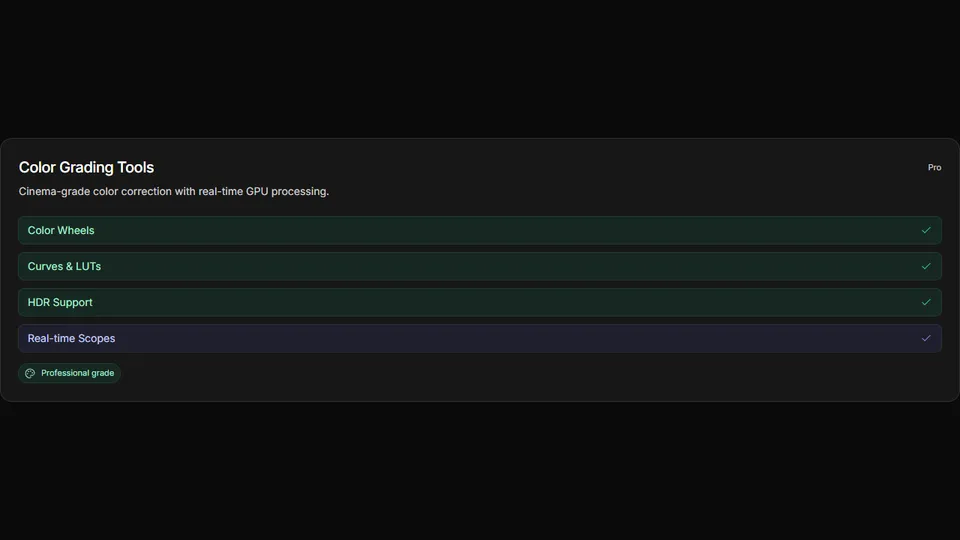 Color Grading Tools
Pro
Cinema-grade color correction with real-time GPU processing.
Color Wheels
Curves & LUTs
HDR Support
Real-time Scopes
Professional grade